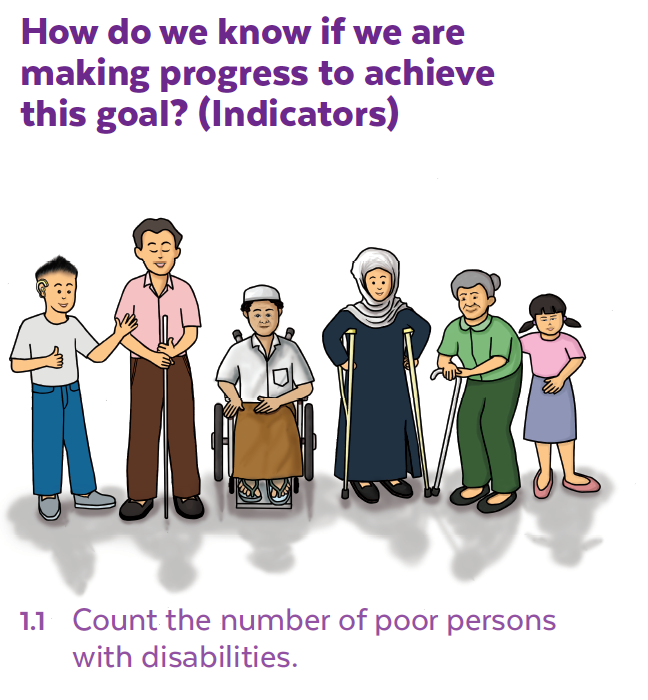 How do we know if we are
making progress to achieve
this goal? (Indicators)
1.1 Count the number of poor persons
with disabilities.